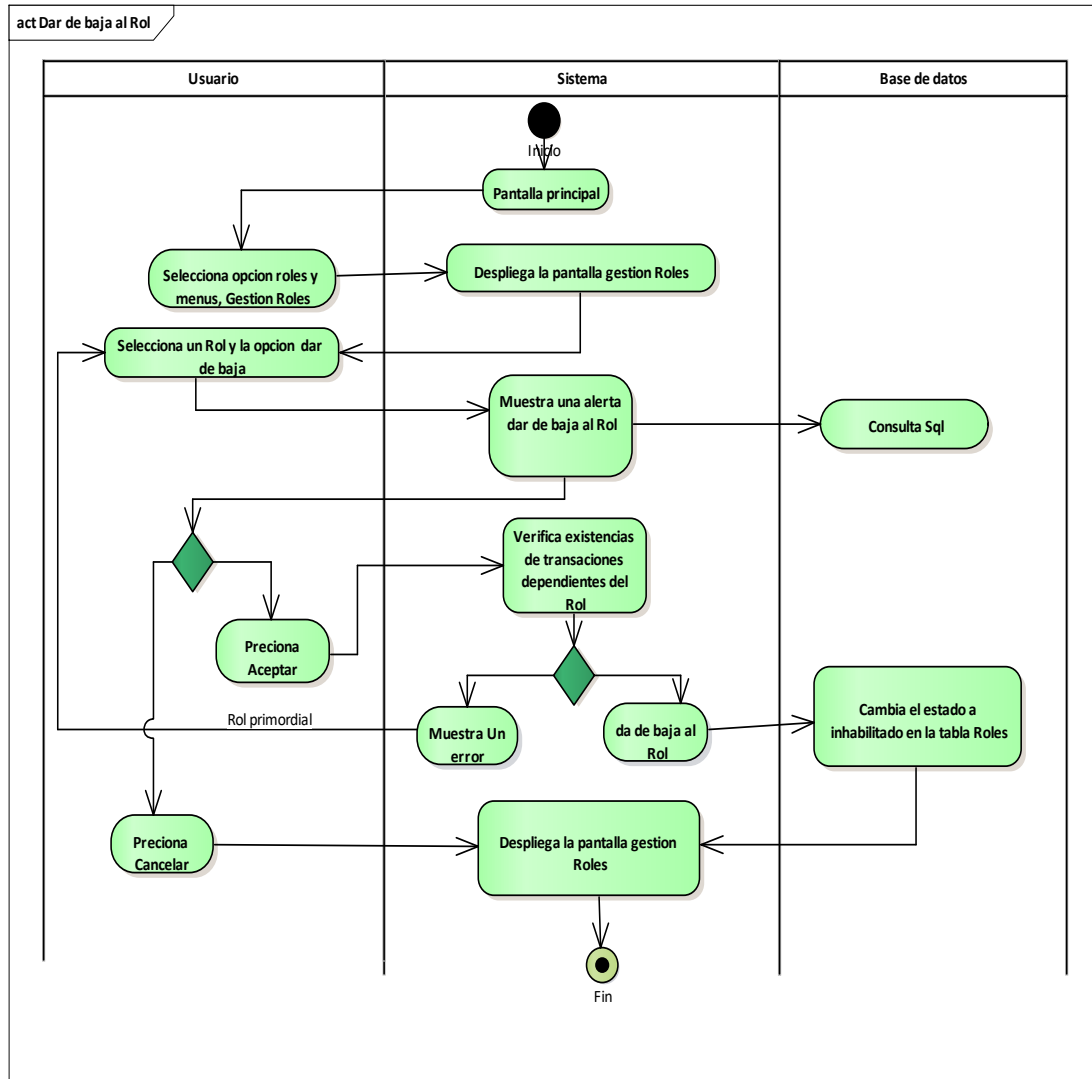 act Dar de baja al Rol
Usuario
Sistema
Base de datos
Inicio
Pantalla principal
Selecciona opcion roles y
menus, Gestion Roles
Despliega la pantalla gestion Roles
Selecciona un Rol y la opcion dar
de baja
Muestra una alerta
dar de baja al Rol
Consulta Sql
Verifica existencias
de transaciones
dependientes del
Rol
Preciona
Aceptar
Rol primordial
Muestra Un
error
da de baja al
Rol
Cambia el estado a
inhabilitado en la tabla Roles
Preciona
Cancelar
Despliega la pantalla gestion
Roles
Fin